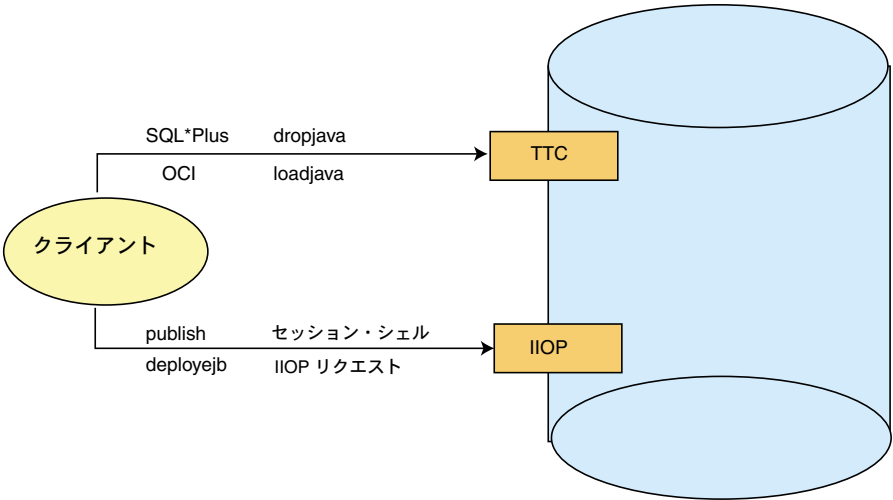 SQL*Plus dropjava
OCI loadjava
TTC
クライアント
publish セッション・シェル
deployejb IIOP リクエスト
IIOP